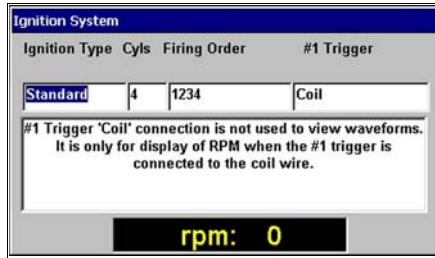 Ignition System
Ignition Type Cyls Firing Order #1 Trigger
Standard 4 1234 Coil
#1 Trigger 'Coil' connection is not used to view waveforms.
It is only for display of RPM when the #1 trigger is
connected to the coil wire.
rpm: 0